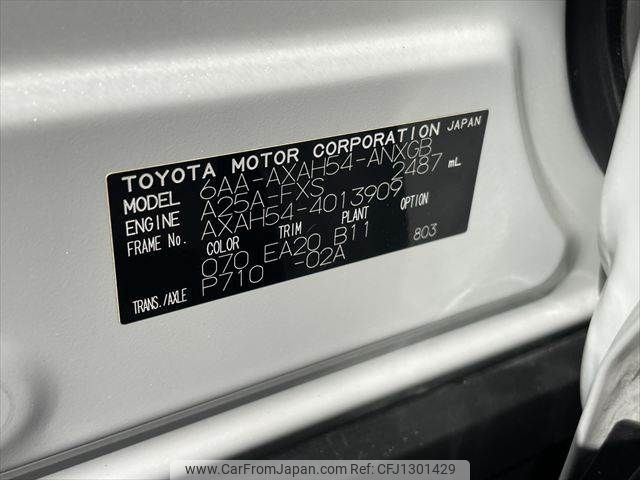 TOYOTA MOTOR CORPORATION JAPAN
MODEL 6AA-AXAH54-ANXGB
ENGINE A25A-FXS 2487 mL
FRAME No. AXAH54-4013909
COLOR TRIM PLANT OPTION
070 EA20 B11 803
TRANS./AXLE P710 -02A
www.CarFromJapan.com - CFJ1301429